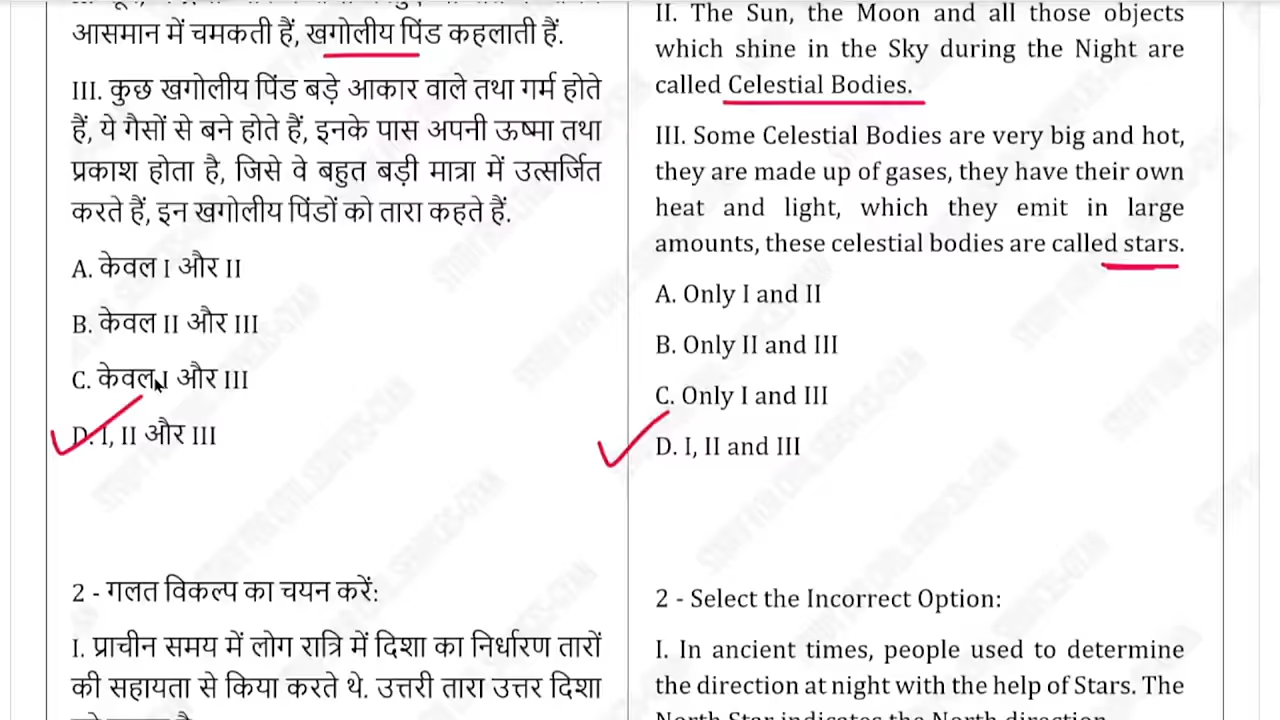 आसमान में चमकती हैं, खगोलीय पिंड कहलाती हैं.
III. कुछ खगोलीय पिंड बड़े आकार वाले तथा गर्म होते
हैं, ये गैसों से बने होते हैं, इनके पास अपनी ऊष्मा तथा
प्रकाश होता है, जिसे वे बहुत बड़ी मात्रा में उत्सर्जित
करते हैं, इन खगोलीय पिंडों को तारा कहते हैं.
A. केवल I और II
B. केवल II और III
C. केवल I और III
D. I, II और III
2 - गलत विकल्प का चयन करें:
I. प्राचीन समय में लोग रात्रि में दिशा का निर्धारण तारों
की सहायता से किया करते थे. उत्तरी तारा उत्तर दिशा
II. The Sun, the Moon and all those objects
which shine in the Sky during the Night are
called Celestial Bodies.
III. Some Celestial Bodies are very big and hot,
they are made up of gases, they have their own
heat and light, which they emit in large
amounts, these celestial bodies are called stars.
A. Only I and II
B. Only II and III
C. Only I and III
D. I, II and III
2 - Select the Incorrect Option:
I. In ancient times, people used to determine
the direction at night with the help of Stars. The
North Star indicates the North direction